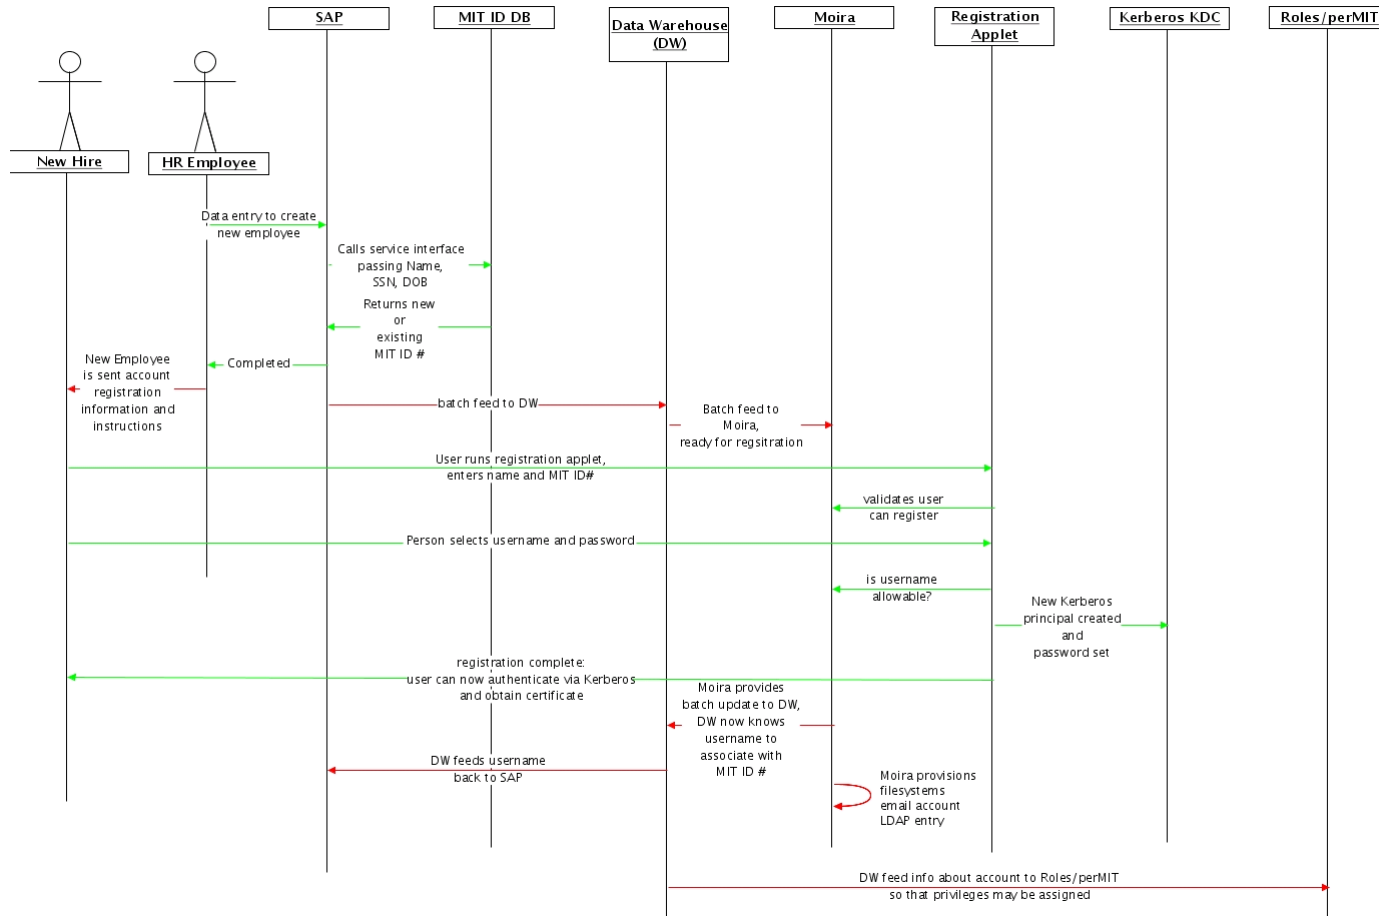 SAP
MIT ID DB
Data Warehouse
(DW)
Moira
Registration
Applet
Kerberos KDC
Roles/perMIT
New Hire
HR Employee
Data entry to create
new employee
Calls service interface
passing Name,
SSN, DOB
Returns new
or
existing
MIT ID #
Completed
New Employee
is sent account
registration
information and
instructions
batch feed to DW
Batch feed to
Moira,
ready for regsitration
User runs registration applet,
enters name and MIT ID#
validates user
can register
Person selects username and password
is username
allowable?
New Kerberos
principal created
and
password set
registration complete:
user can now authenticate via Kerberos
and obtain certificate
Moira provides
batch update to DW,
DW now knows
username to
associate with
MIT ID #
DW feeds username
back to SAP
Moira provisions
filesystems
email account
LDAP entry
DW feed info about account to Roles/perMIT
so that privileges may be assigned